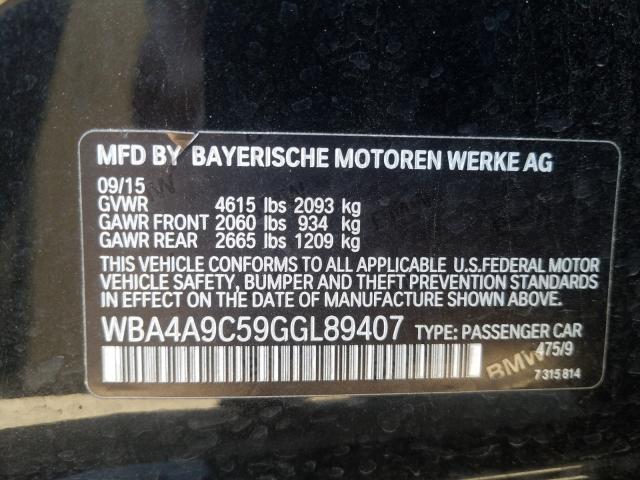 MFD BY BAYERISCHE MOTOREN WERKE AG
09/15
GVWR 4615 lbs 2093 kg
GAWR FRONT 2060 lbs 934 kg
GAWR REAR 2665 lbs 1209 kg
THIS VEHICLE CONFORMS TO ALL APPLICABLE U.S.FEDERAL MOTOR
VEHICLE SAFETY, BUMPER AND THEFT PREVENTION STANDARDS
IN EFFECT ON THE DATE OF MANUFACTURE SHOWN ABOVE.
WBA4A9C59GGL89407 TYPE: PASSENGER CAR
475/9
BMW
7 315 814